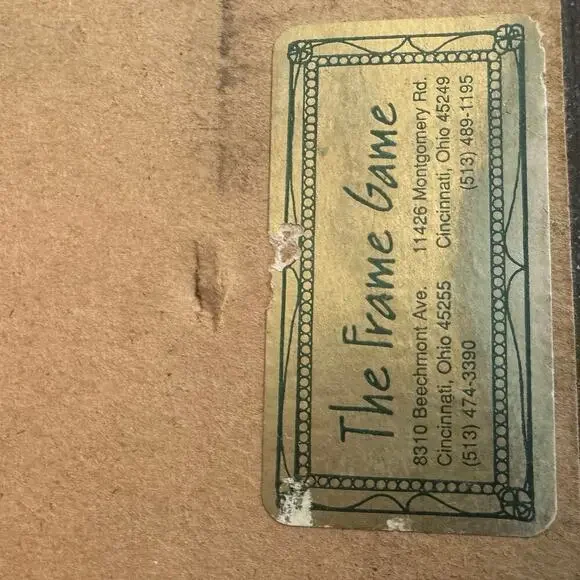 The Frame Game
8310 Beechmont Ave.
Cincinnati, Ohio 45255
(513) 474-3390
11426 Montgomery Rd.
Cincinnati, Ohio 45249
(513) 489-1195